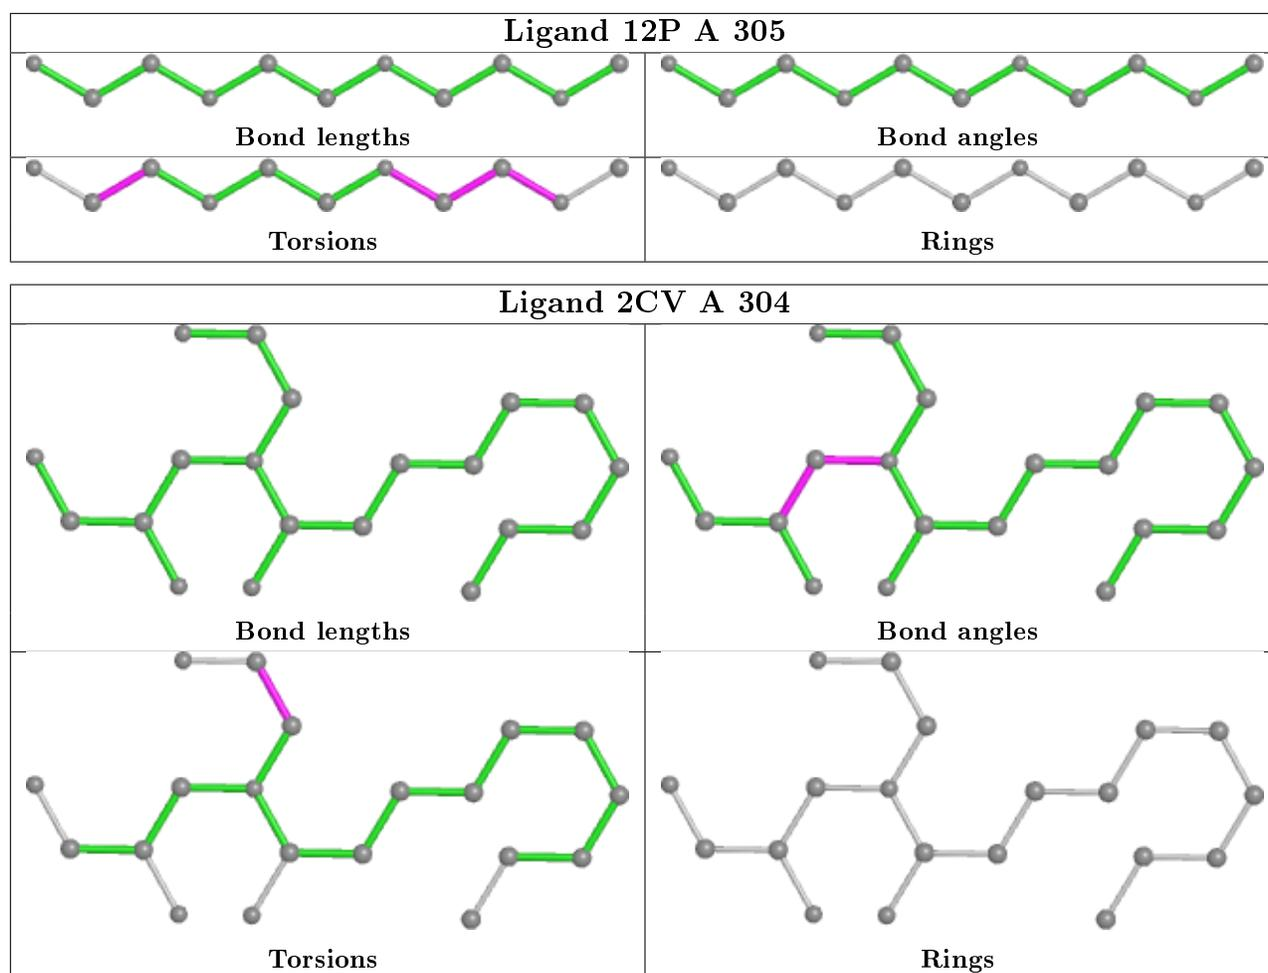 Ligand 12P A 305
Bond lengths
Bond angles
Torsions
Rings
Ligand 2CV A 304
Bond lengths
Bond angles
Torsions
Rings